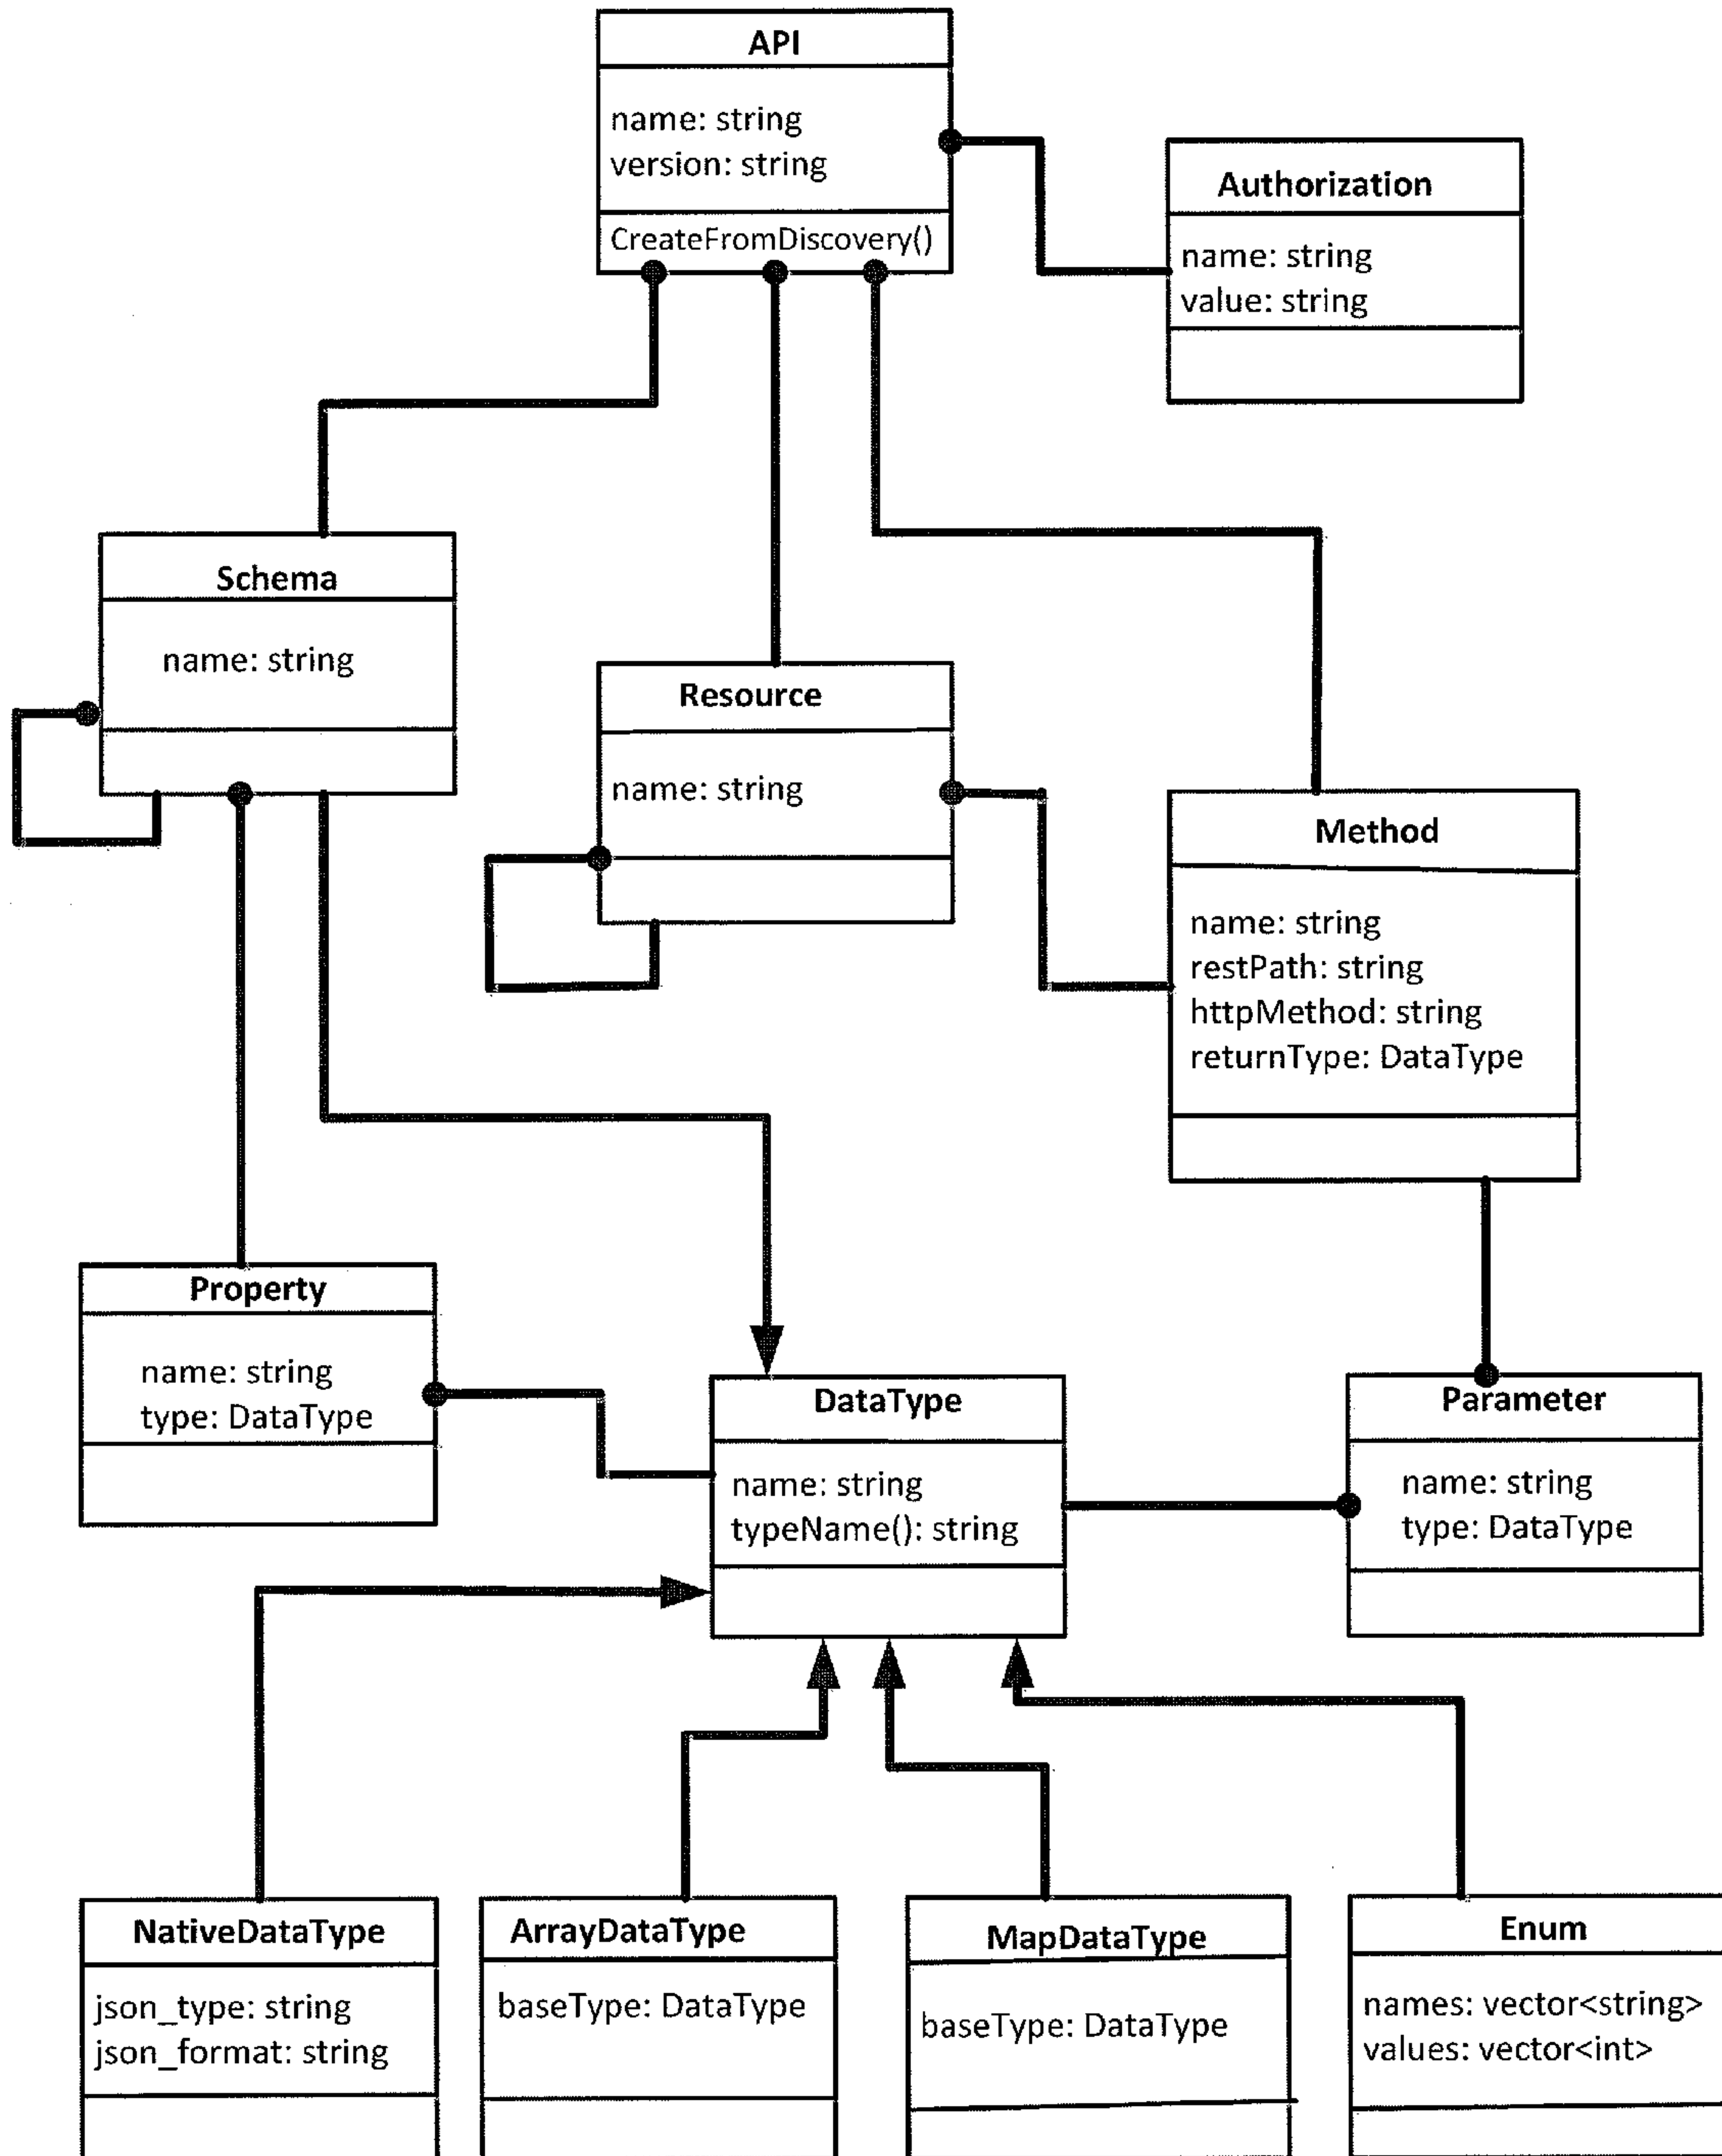 API
name: string
version: string
CreateFromDiscovery()
Authorization
name: string
value: string
Schema
name: string
Resource
name: string
Method
name: string
restPath: string
httpMethod: string
returnType: DataType
Property
name: string
type: DataType
DataType
name: string
typeName(): string
Parameter
name: string
type: DataType
NativeDataType
json_type: string
json_format: string
ArrayDataType
baseType: DataType
MapDataType
baseType: DataType
Enum
names: vector<string>
values: vector<int>